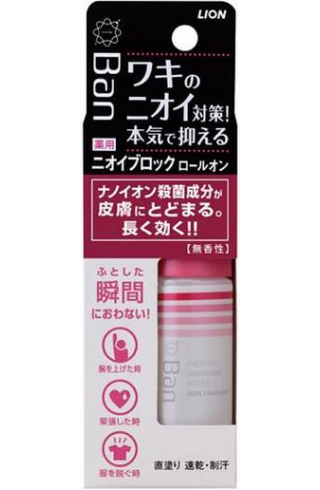 LION
Ban
ワキの
ニオイ対策!
本気で抑える
薬用
ニオイブロック ロールオン
ナノイオン殺菌成分が
皮膚にとどまる。
長く効く!!
【無香性】
ふとした
瞬間
におわない!
腕を上げた時
緊張した時
服を脱ぐ時
Ban
直塗り 速乾・制汗